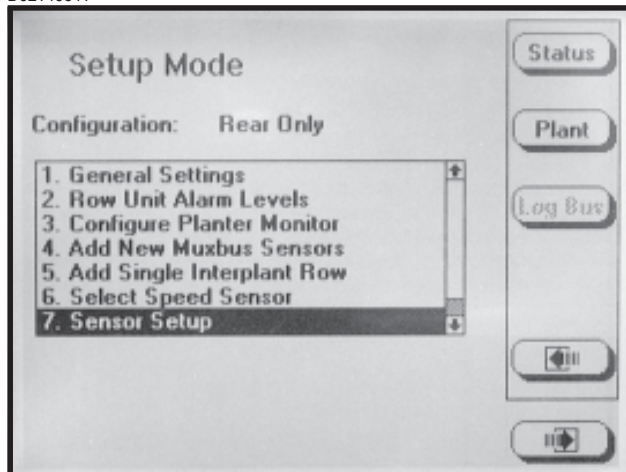 Setup Mode
Status
Configuration: Rear Only
Plant
1. General Settings
2. Row Unit Alarm Levels
3. Configure Planter Monitor
4. Add New Muxbus Sensors
5. Add Single Interplant Row
6. Select Speed Sensor
7. Sensor Setup
Log Bus